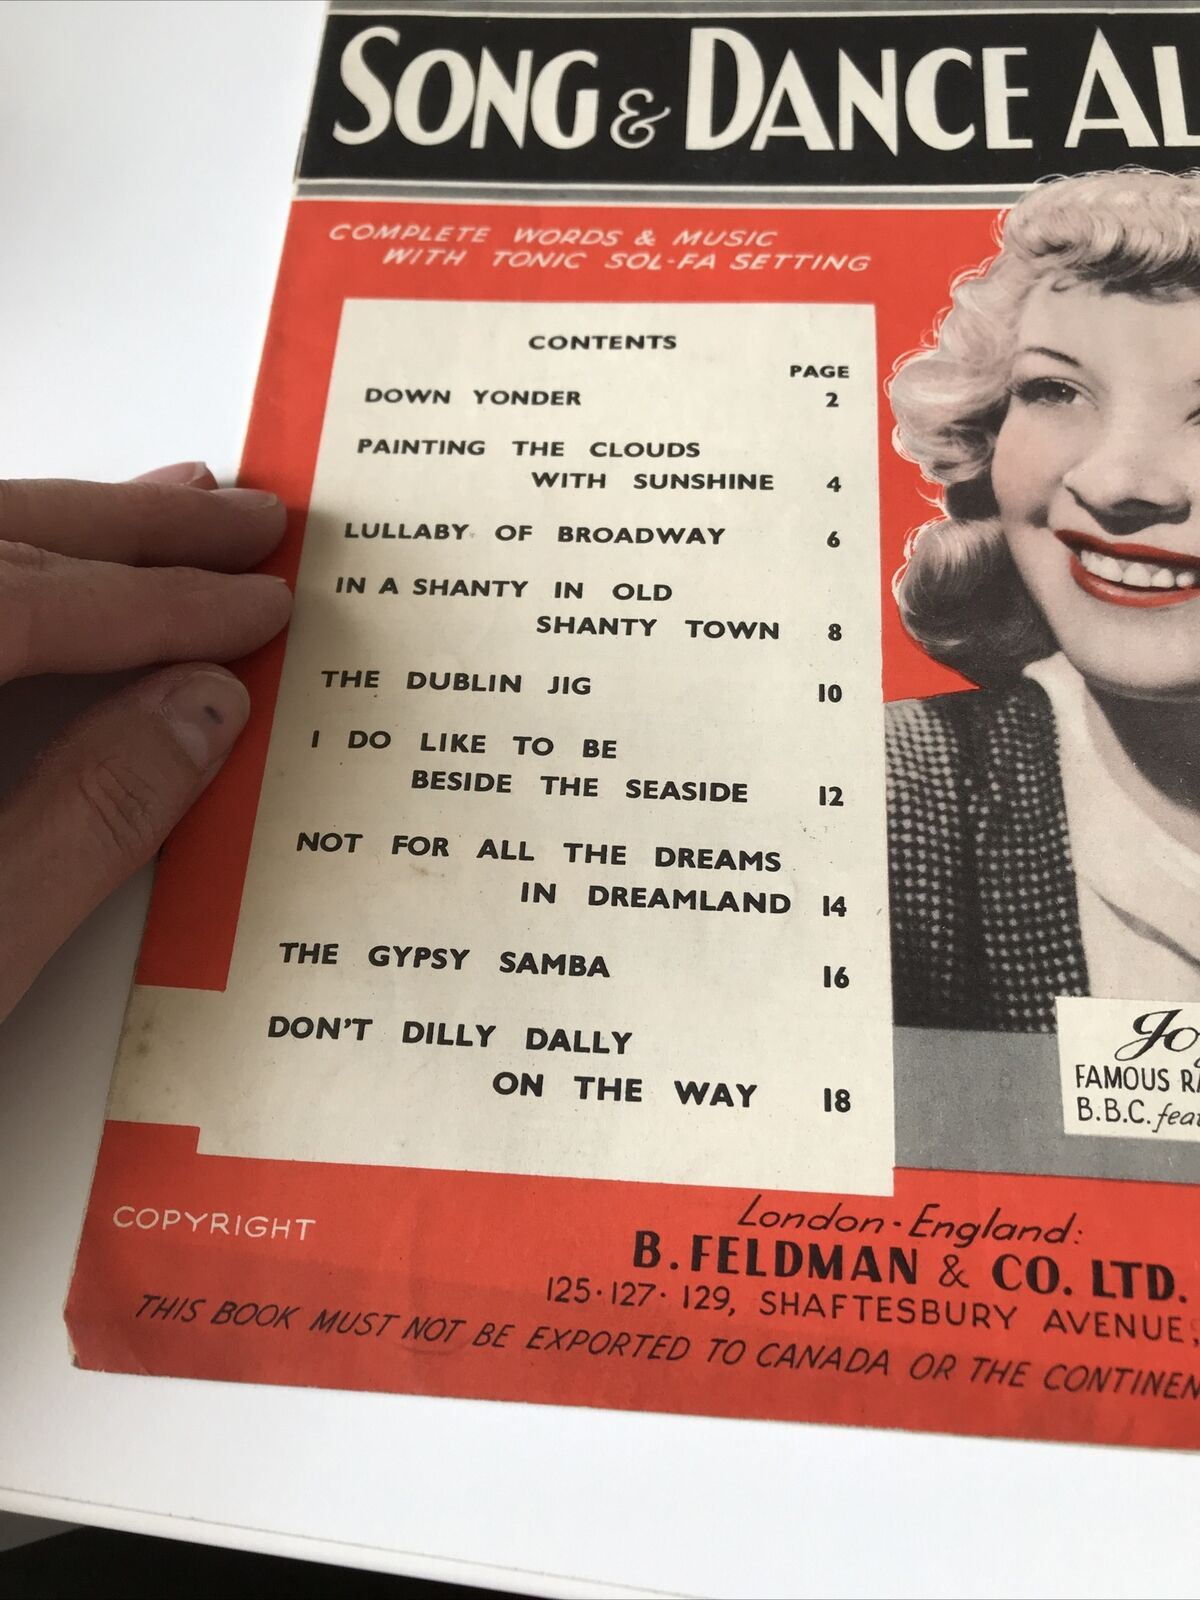 SONG & DANCE
COMPLETE WORDS & MUSIC
WITH TONIC SOL-FA SETTING
CONTENTS
PAGE
DOWN YONDER 2
PAINTING THE CLOUDS
WITH SUNSHINE 4
LULLABY OF BROADWAY 6
IN A SHANTY IN OLD
SHANTY TOWN 8
THE DUBLIN JIG 10
I DO LIKE TO BE
BESIDE THE SEASIDE 12
NOT FOR ALL THE DREAMS
IN DREAMLAND 14
THE GYPSY SAMBA 16
DON'T DILLY DALLY
ON THE WAY 18
FAMOUS
B.B.C.
COPYRIGHT
London - England:
B. FELDMAN & CO. LTD.
125 · 127 · 129, SHAFTESBURY AVENUE,
THIS BOOK MUST NOT BE EXPORTED TO CANADA OR THE